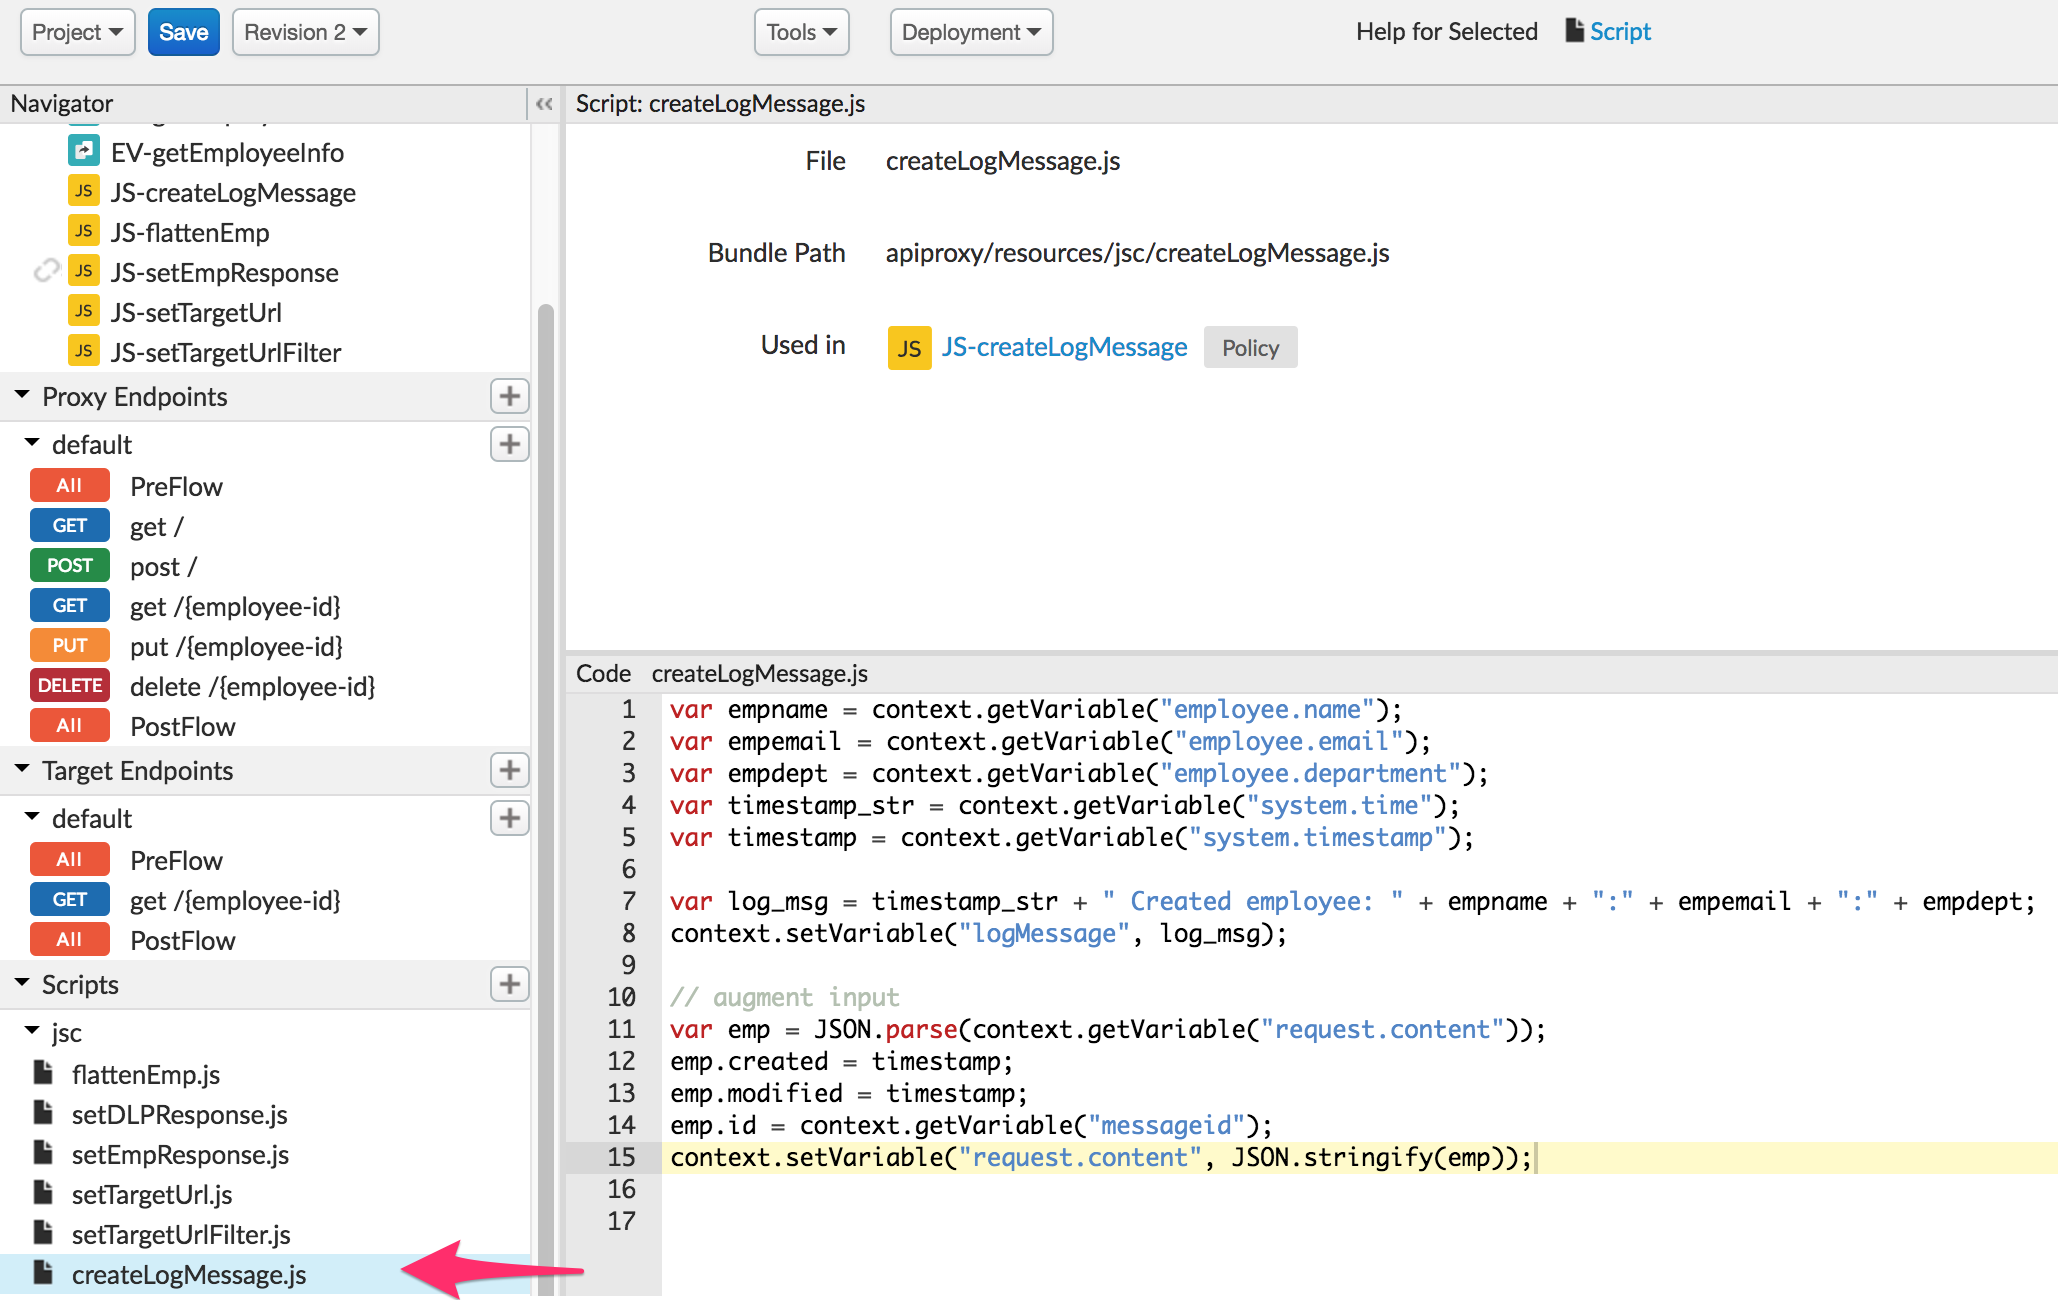 Project Save Revision 2 Tools Deployment Help for Selected Script
Navigator
EV-getEmployeeInfo
JS JS-createLogMessage
JS JS-flattenEmp
JS JS-setEmpResponse
JS JS-setTargetUrl
JS JS-setTargetUrlFilter
Proxy Endpoints
default
All PreFlow
GET get /
POST post /
GET get /{employee-id}
PUT put /{employee-id}
DELETE delete /{employee-id}
All PostFlow
Target Endpoints
default
All PreFlow
GET get /{employee-id}
All PostFlow
Scripts
jsc
flattenEmp.js
setDLPResponse.js
setEmpResponse.js
setTargetUrl.js
setTargetUrlFilter.js
createLogMessage.js
Script: createLogMessage.js
File createLogMessage.js
Bundle Path apiproxy/resources/jsc/createLogMessage.js
Used in JS JS-createLogMessage Policy
Code createLogMessage.js
1 var empname = context.getVariable("employee.name");
2 var empemail = context.getVariable("employee.email");
3 var empdept = context.getVariable("employee.department");
4 var timestamp_str = context.getVariable("system.time");
5 var timestamp = context.getVariable("system.timestamp");
6
7 var log_msg = timestamp_str + " Created employee: " + empname + ":" + empemail + ":" + empdept;
8 context.setVariable("logMessage", log_msg);
9
10 // augment input
11 var emp = JSON.parse(context.getVariable("request.content"));
12 emp.created = timestamp;
13 emp.modified = timestamp;
14 emp.id = context.getVariable("messageid");
15 context.setVariable("request.content", JSON.stringify(emp));
16
17